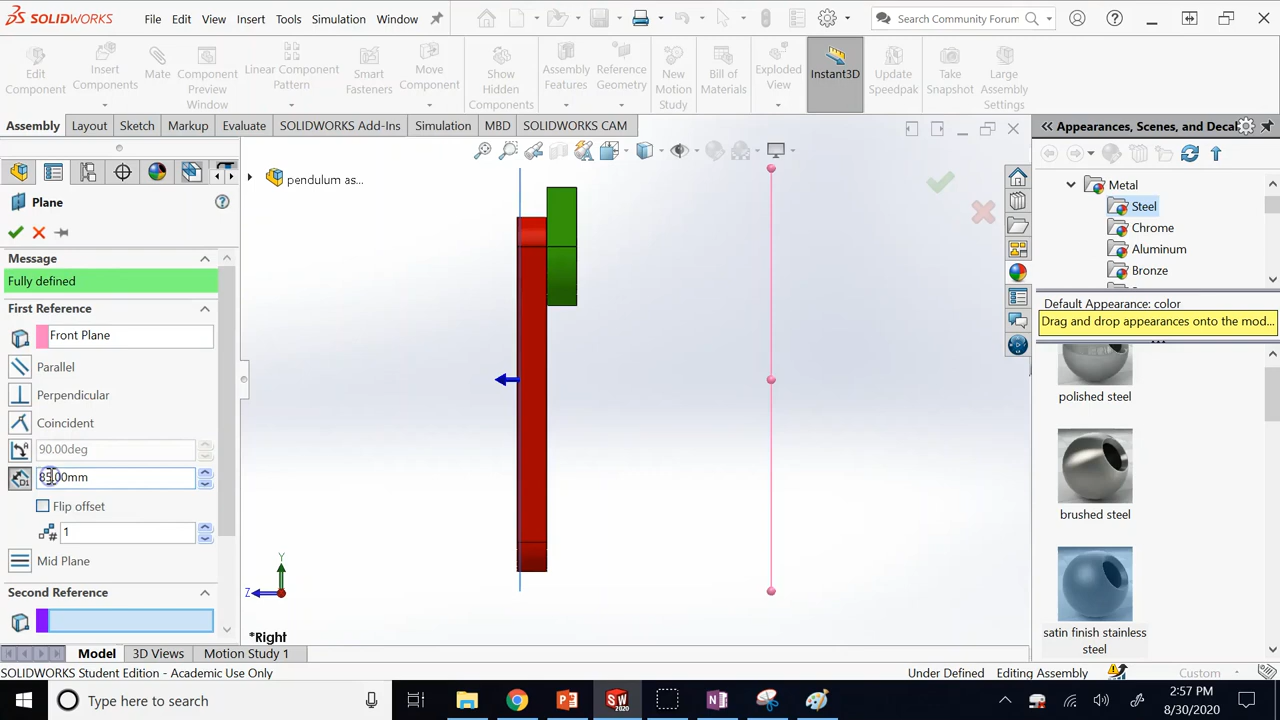 SOLIDWORKS File Edit View Insert Tools Simulation Window Search Community Forum
Edit Component
Insert Components
Mate
Component Preview Window
Linear Component Pattern
Smart Fasteners
Move Component
Show Hidden Components
Assembly Features
Reference Geometry
New Motion Study
Bill of Materials
Exploded View
Instant3D
Update Speedpak
Take Snapshot
Large Assembly Settings
Assembly Layout Sketch Markup Evaluate SOLIDWORKS Add-Ins Simulation MBD SOLIDWORKS CAM
Appearances, Scenes, and Decal
pendulum as...
Plane
Message
Fully defined
First Reference
Front Plane
Parallel
Perpendicular
Coincident
90.00deg
85.00mm
Flip offset
1
Mid Plane
Second Reference
Y
Z
*Right
Metal
Steel
Chrome
Aluminum
Bronze
Default Appearance: color
Drag and drop appearances onto the mod...
polished steel
brushed steel
satin finish stainless
steel
Model 3D Views Motion Study 1
SOLIDWORKS Student Edition - Academic Use Only Under Defined Editing Assembly Custom
Type here to search
SW
2020
2:57 PM
8/30/2020